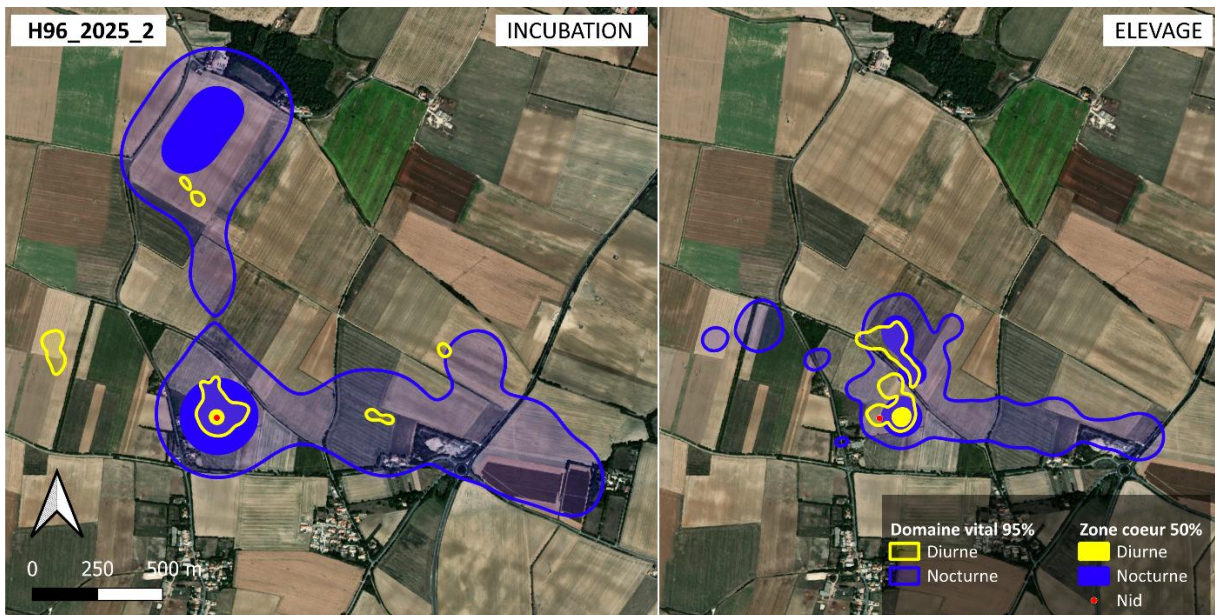 H96_2025_2
INCUBATION
ELEVAGE
0 250 500 m
Domaine vital 95%
Diurne
Nocturne
Zone coeur 50%
Diurne
Nocturne
Nid